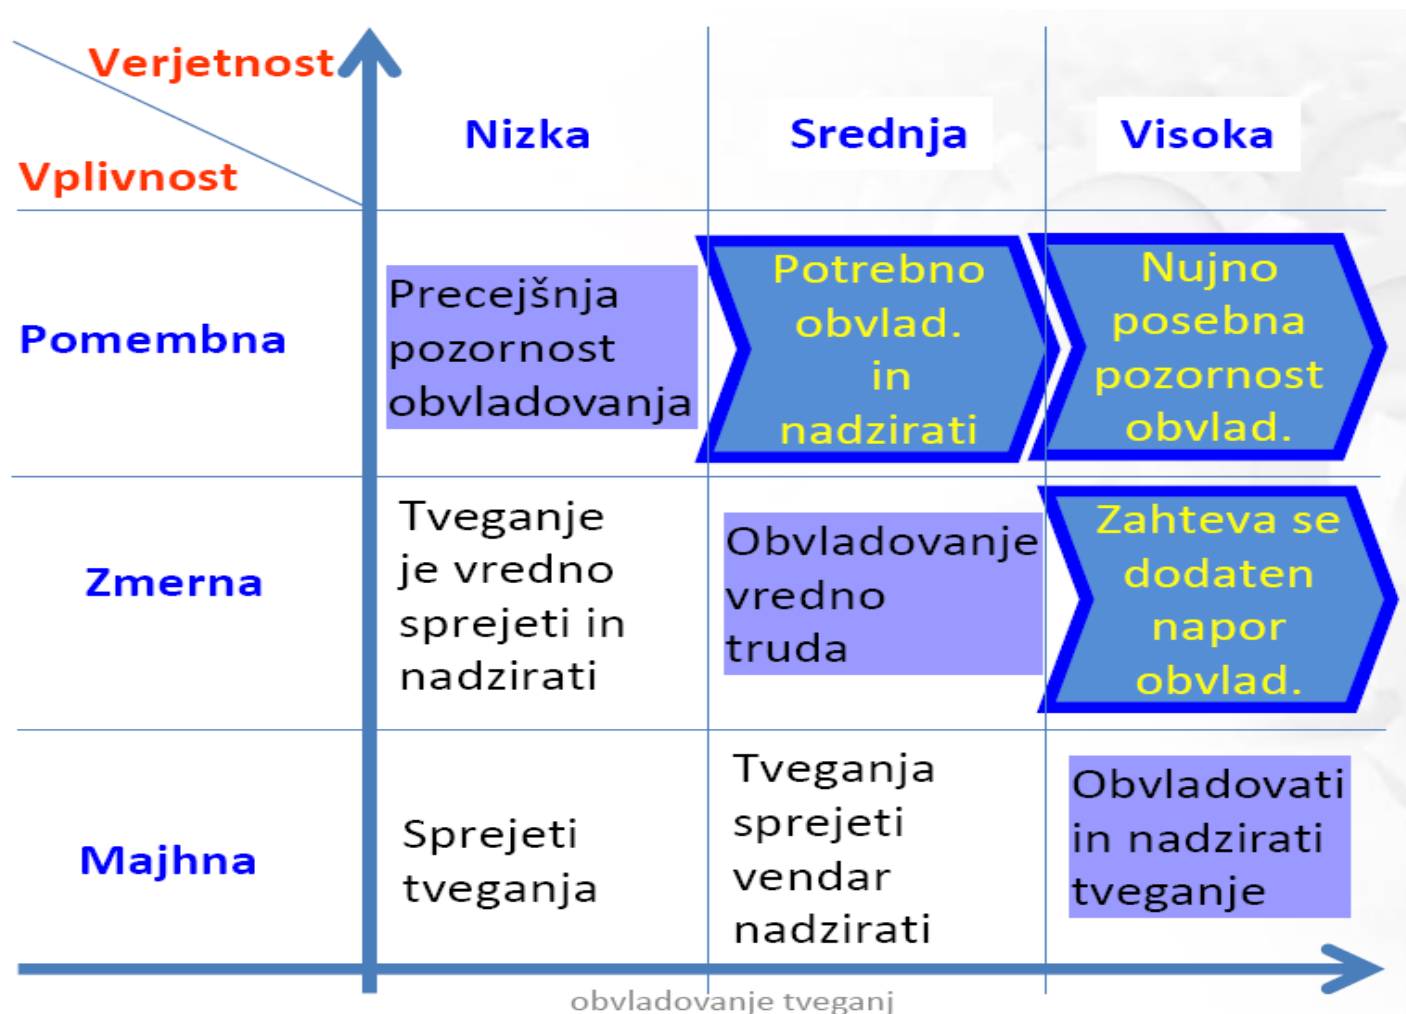 Verjetnost
Vplivnost
Nizka
Srednja
Visoka
Pomembna
Precejšnja
pozornost
obvladovanja
Potrebno
obvlad.
in
nadzirati
Nujno
posebna
pozornost
obvlad.
Zmerna
Tveganje
je vredno
sprejeti in
nadzirati
Obvladovanje
vredno
truda
Zahteva se
dodaten
napor
obvlad.
Majhna
Sprejeti
tveganja
Tveganja
sprejeti
vendar
nadzirati
Obvladovati
in nadzirati
tveganje
obvladovanje tveganj